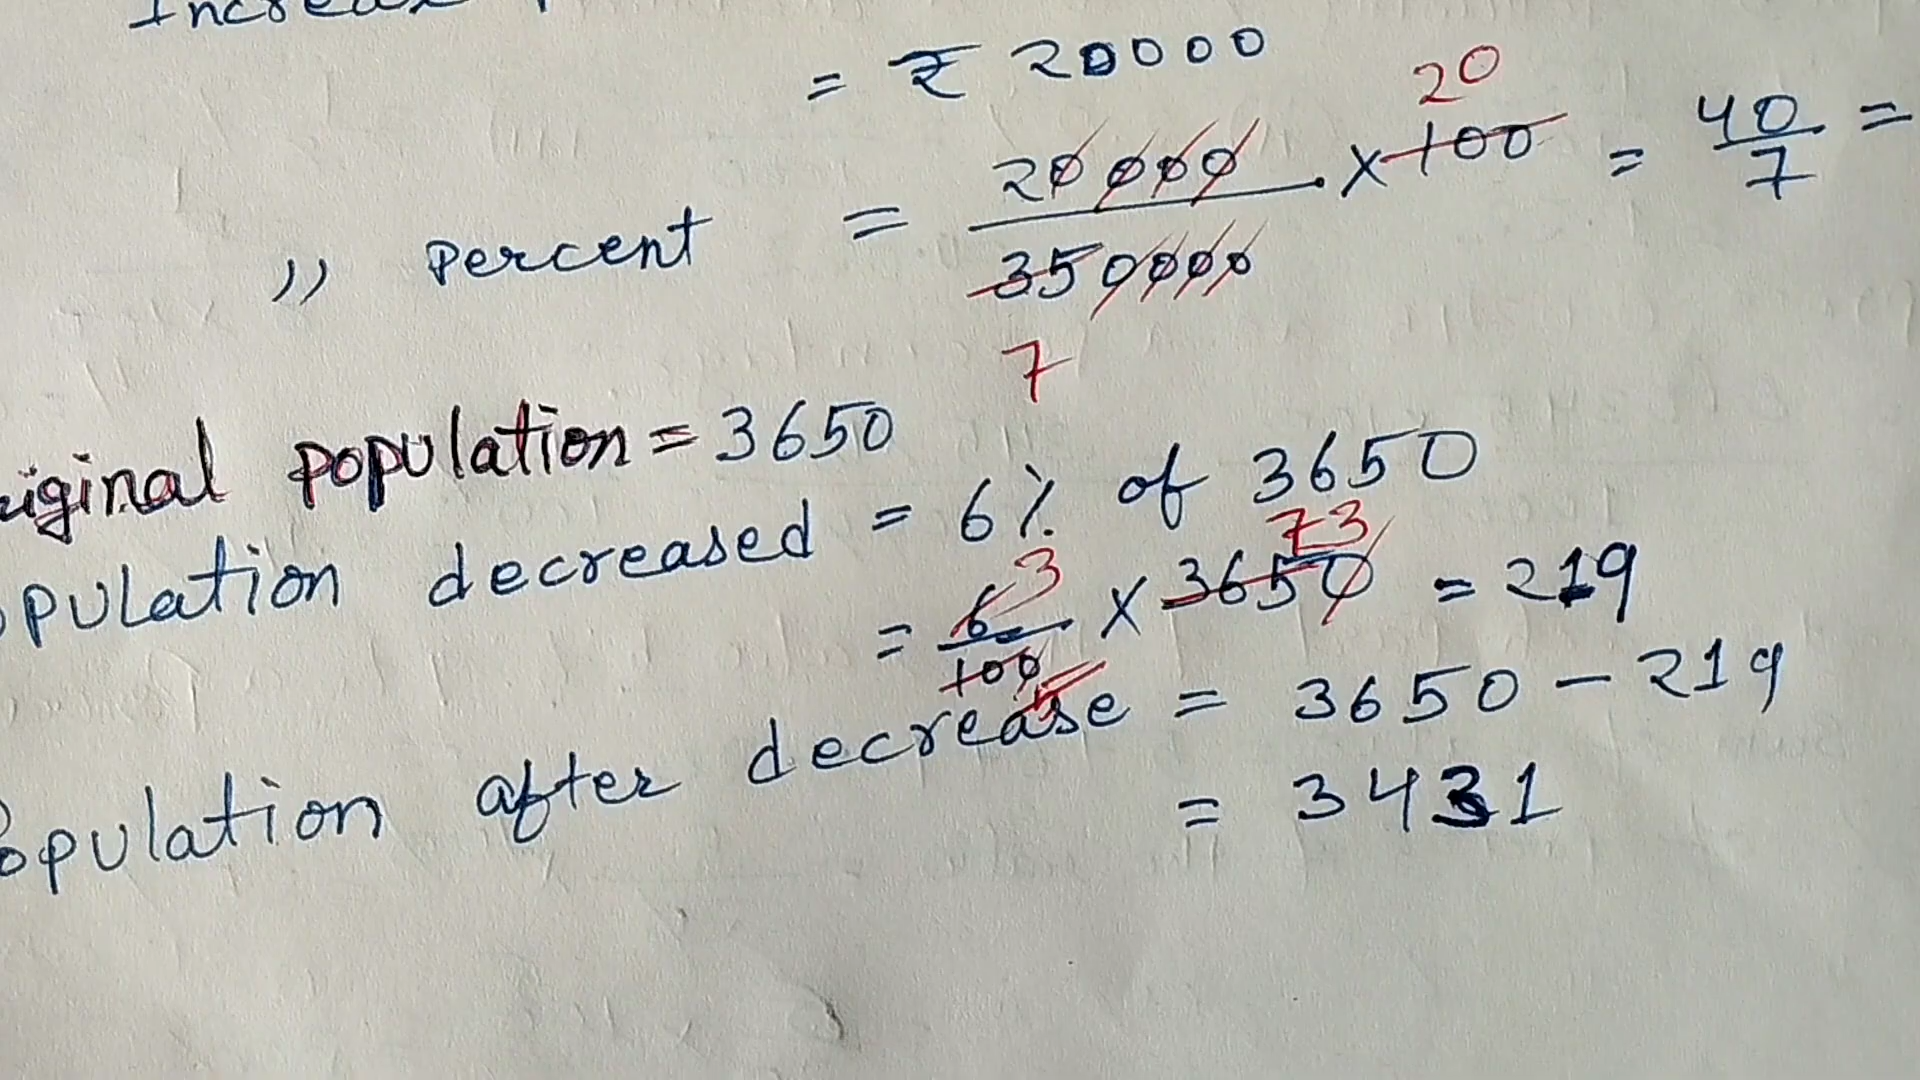 Increase
= ₹ 20000
,, Percent = 20000/350000 × 100 = 40/7 =
20
7
Original population = 3650
Population decreased = 6% of 3650
= 6/100 × 3650 = 219
3 73
5
Population after decrease = 3650 - 219
= 3431